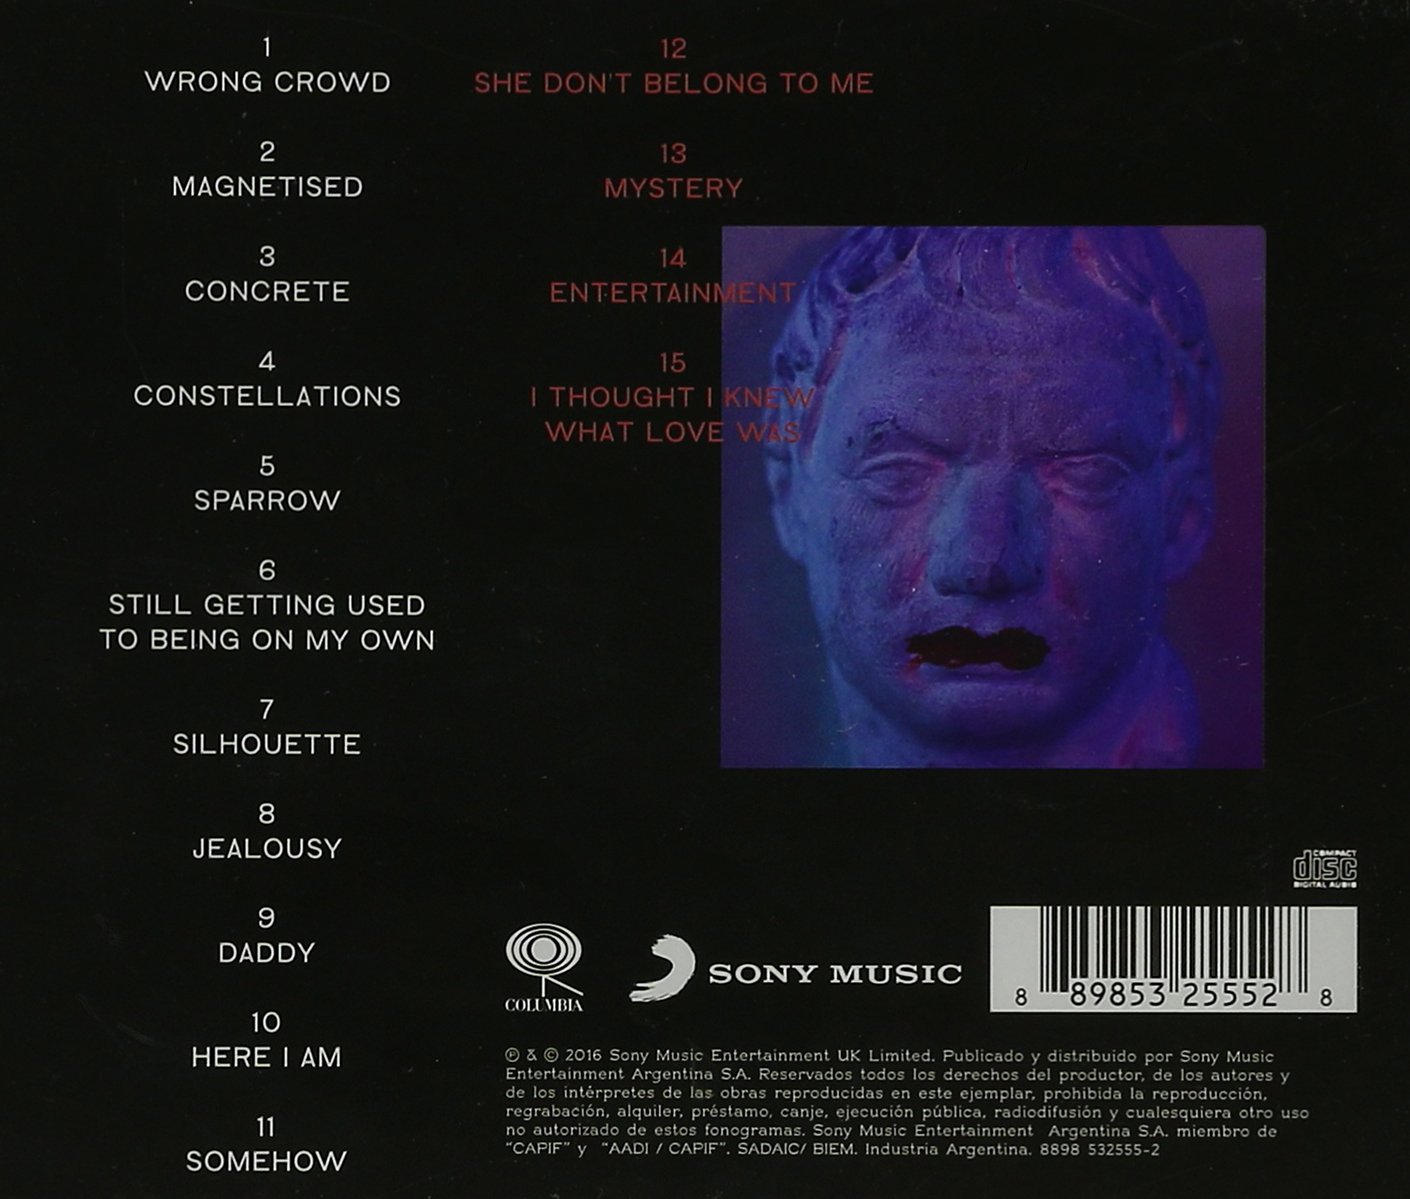 1
WRONG CROWD
2
MAGNETISED
3
CONCRETE
4
CONSTELLATIONS
5
SPARROW
6
STILL GETTING USED
TO BEING ON MY OWN
7
SILHOUETTE
8
JEALOUSY
9
DADDY
10
HERE I AM
11
SOMEHOW
12
SHE DON'T BELONG TO ME
13
MYSTERY
14
ENTERTAINMENT
15
I THOUGHT I KNEW
WHAT LOVE WAS
COMPACT
disc
DIGITAL AUDIO
COLUMBIA
SONY MUSIC
8 89853 25552 8
℗ & © 2016 Sony Music Entertainment UK Limited. Publicado y distribuido por Sony Music
Entertainment Argentina S.A. Reservados todos los derechos del productor, de los autores y
de los intérpretes de las obras reproducidas en este ejemplar, prohibida la reproducción,
regrabación, alquiler, préstamo, canje, ejecución pública, radiodifusión y cualesquiera otro uso
no autorizado de estos fonogramas. Sony Music Entertainment Argentina S.A. miembro de
“CAPIF” y “AADI / CAPIF”. SADAIC/ BIEM. Industria Argentina. 8898 532555-2